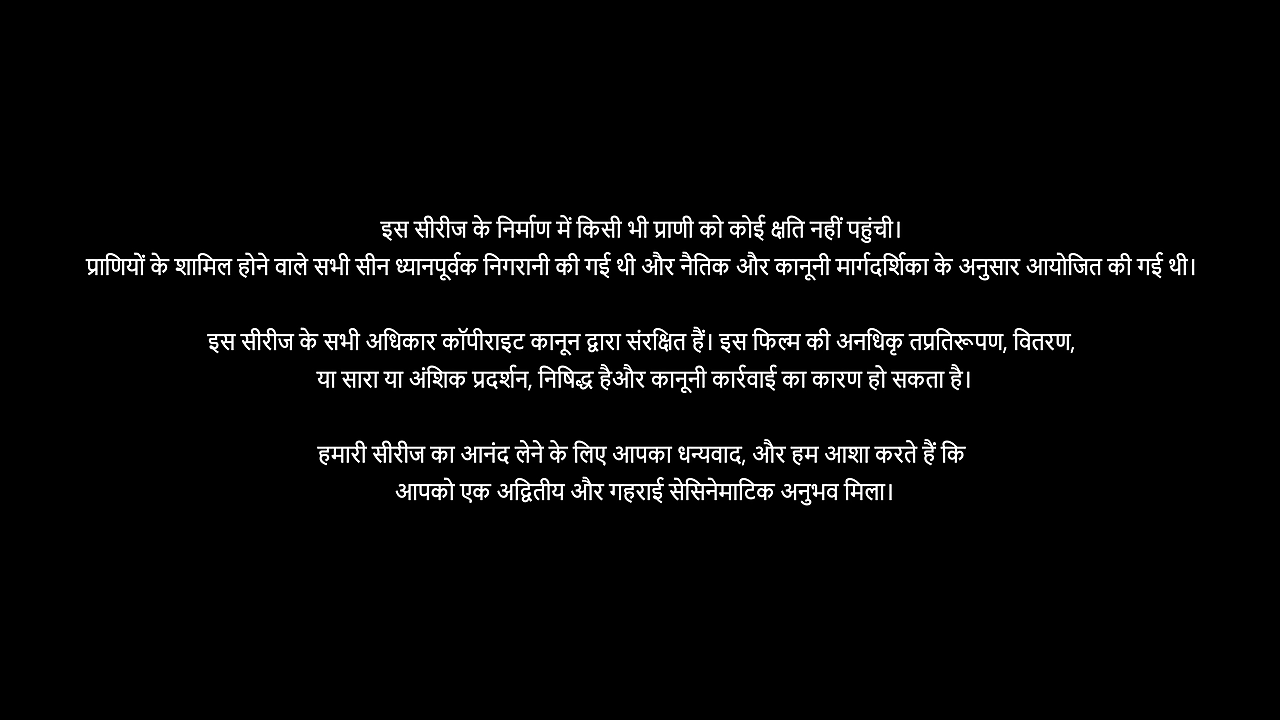 इस सीरीज के निर्माण में किसी भी प्राणी को कोई क्षति नहीं पहुंची।
प्राणियों के शामिल होने वाले सभी सीन ध्यानपूर्वक निगरानी की गई थी और नैतिक और कानूनी मार्गदर्शिका के अनुसार आयोजित की गई थी।
इस सीरीज के सभी अधिकार कॉपीराइट कानून द्वारा संरक्षित हैं। इस फिल्म की अनधिकृ तप्रतिरूपण, वितरण,
या सारा या अंशिक प्रदर्शन, निषिद्ध हैऔर कानूनी कार्रवाई का कारण हो सकता है।
हमारी सीरीज का आनंद लेने के लिए आपका धन्यवाद, और हम आशा करते हैं कि
आपको एक अद्वितीय और गहराई सेसिनेमाटिक अनुभव मिला।